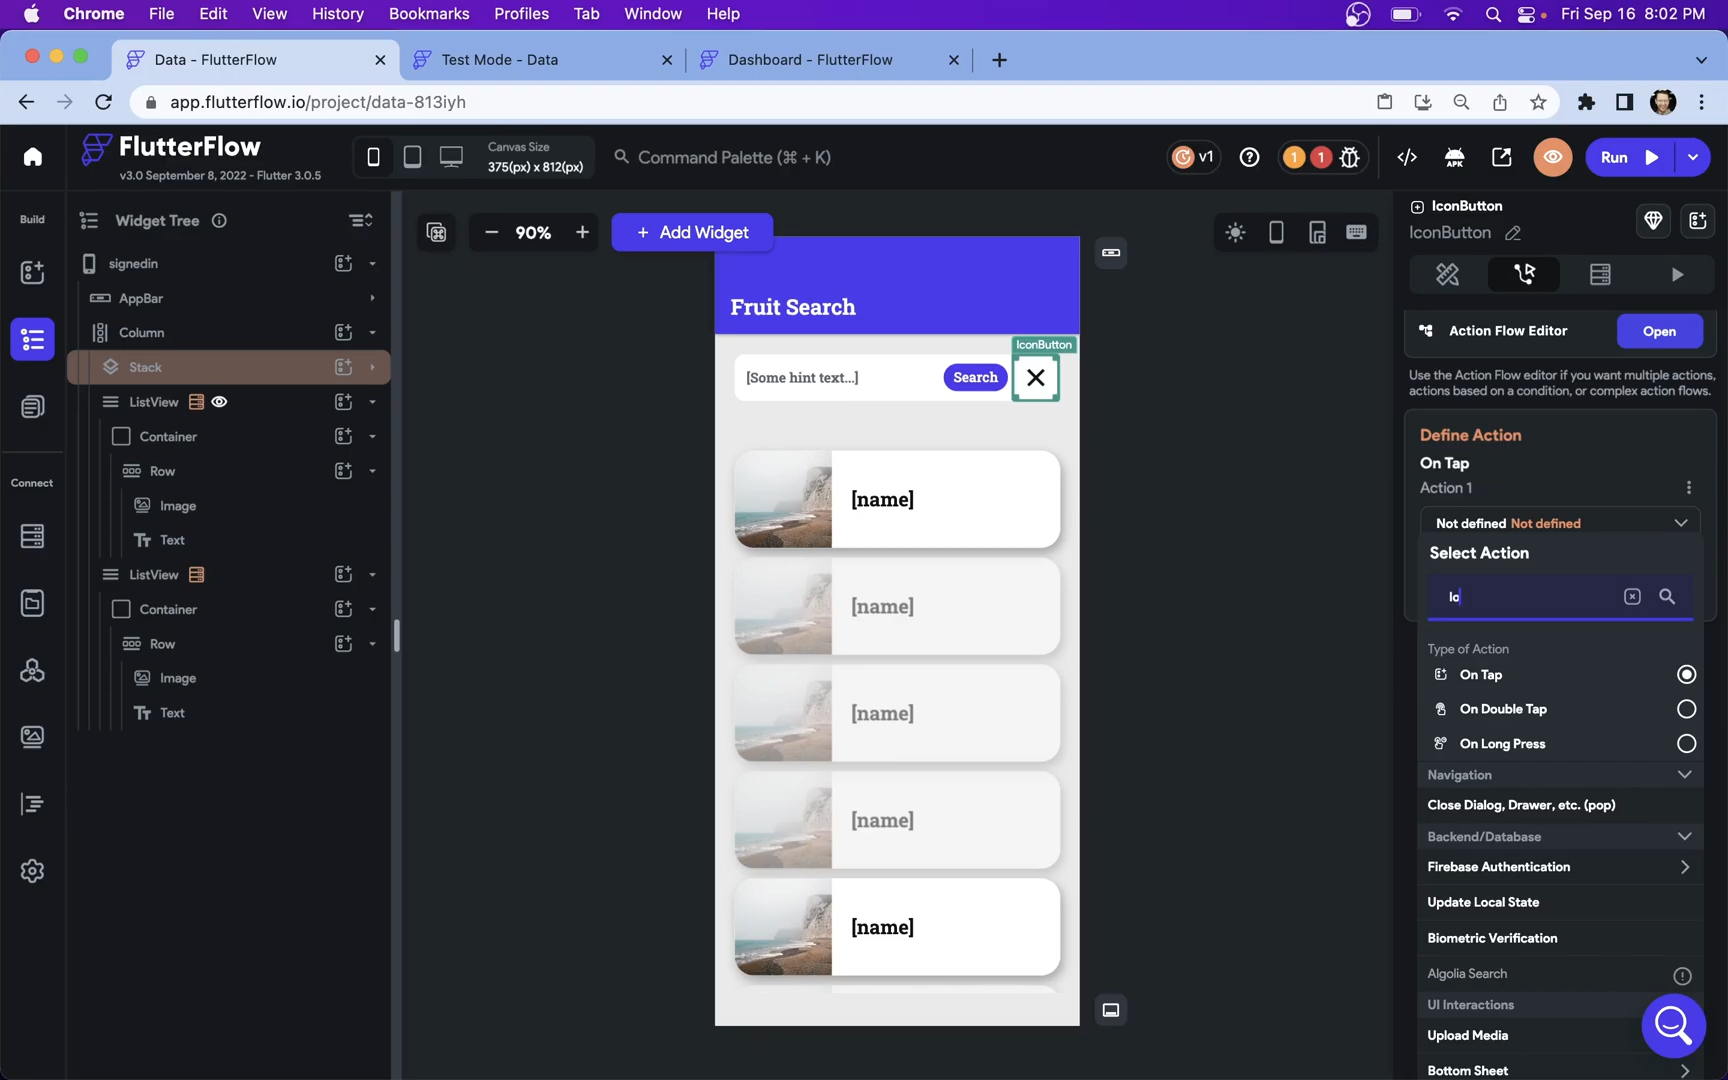 Chrome File Edit View History Bookmarks Profiles Tab Window Help Fri Sep 16 8:02 PM
Data - FlutterFlow Test Mode - Data Dashboard - FlutterFlow
app.flutterflow.io/project/data-813iyh
FlutterFlow
v3.0 September 8, 2022 - Flutter 3.0.5
Canvas Size
375(px) x 812(px)
Command Palette (⌘ + K)
v1
1 1
APK
Run
Build
Widget Tree
90%
+ Add Widget
signedin
AppBar
Column
Stack
ListView
Container
Row
Image
Text
ListView
Container
Row
Image
Text
Connect
Fruit Search
IconButton
[Some hint text...]
Search
[name]
[name]
[name]
[name]
[name]
IconButton
IconButton
Action Flow Editor
Open
Use the Action Flow editor if you want multiple actions,
actions based on a condition, or complex action flows.
Define Action
On Tap
Action 1
Not defined Not defined
Select Action
lo
Type of Action
On Tap
On Double Tap
On Long Press
Navigation
Close Dialog, Drawer, etc. (pop)
Backend/Database
Firebase Authentication
Update Local State
Biometric Verification
Algolia Search
UI Interactions
Upload Media
Bottom Sheet